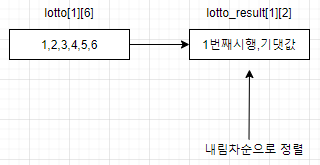 lotto[1][6]
lotto_result[1][2]
1,2,3,4,5,6
1번째시행,기댓값
내림차순으로 정렬